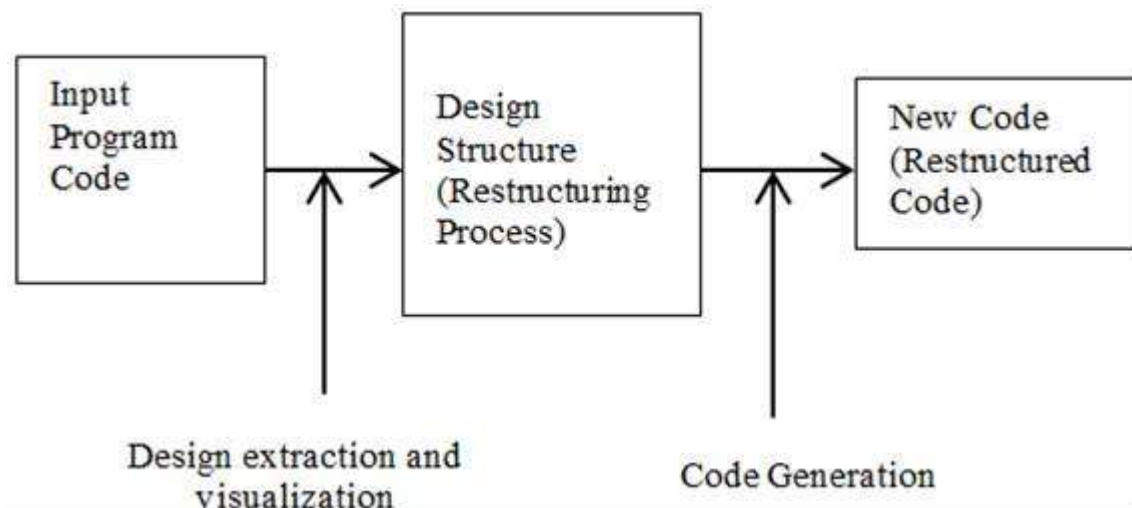 Input
Program
Code
Design
Structure
(Restructuring
Process)
New Code
(Restructured
Code)
Design extraction and
visualization
Code Generation